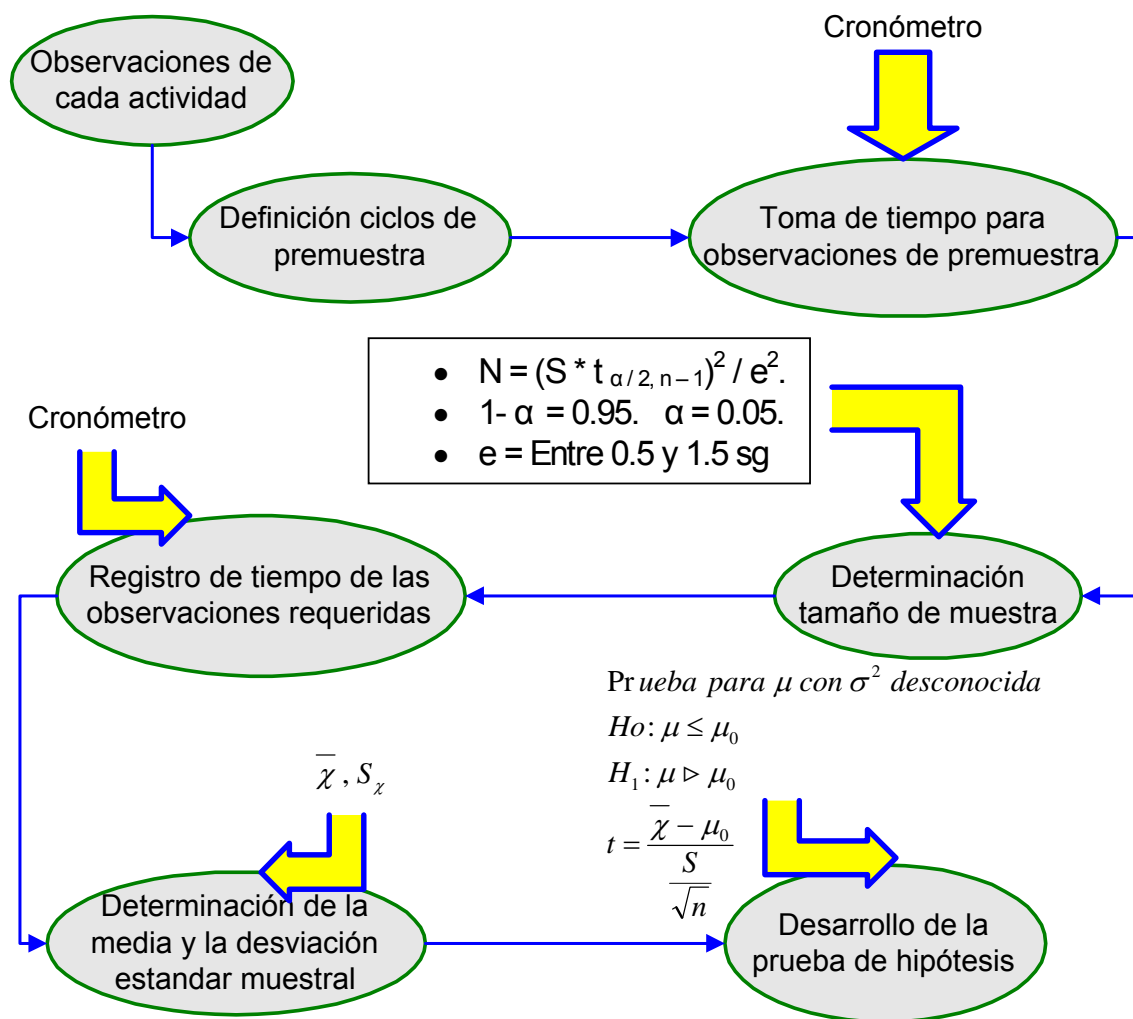 Observaciones de
cada actividad
Cronómetro
Definición ciclos de
premuestra
Toma de tiempo para
observaciones de premuestra
• N = (S * t α/2, n – 1)² / e².
• 1- α = 0.95. α = 0.05.
• e = Entre 0.5 y 1.5 sg
Determinación
tamaño de muestra
Cronómetro
Registro de tiempo de las
observaciones requeridas
χ̅ , Sχ
Determinación de la
media y la desviación
estandar muestral
Pr ueba para μ con σ² desconocida
Ho: μ ≤ μ₀
H₁: μ ⊳ μ₀
t = (χ̅ − μ₀) / (S / √n)
Desarrollo de la
prueba de hipótesis